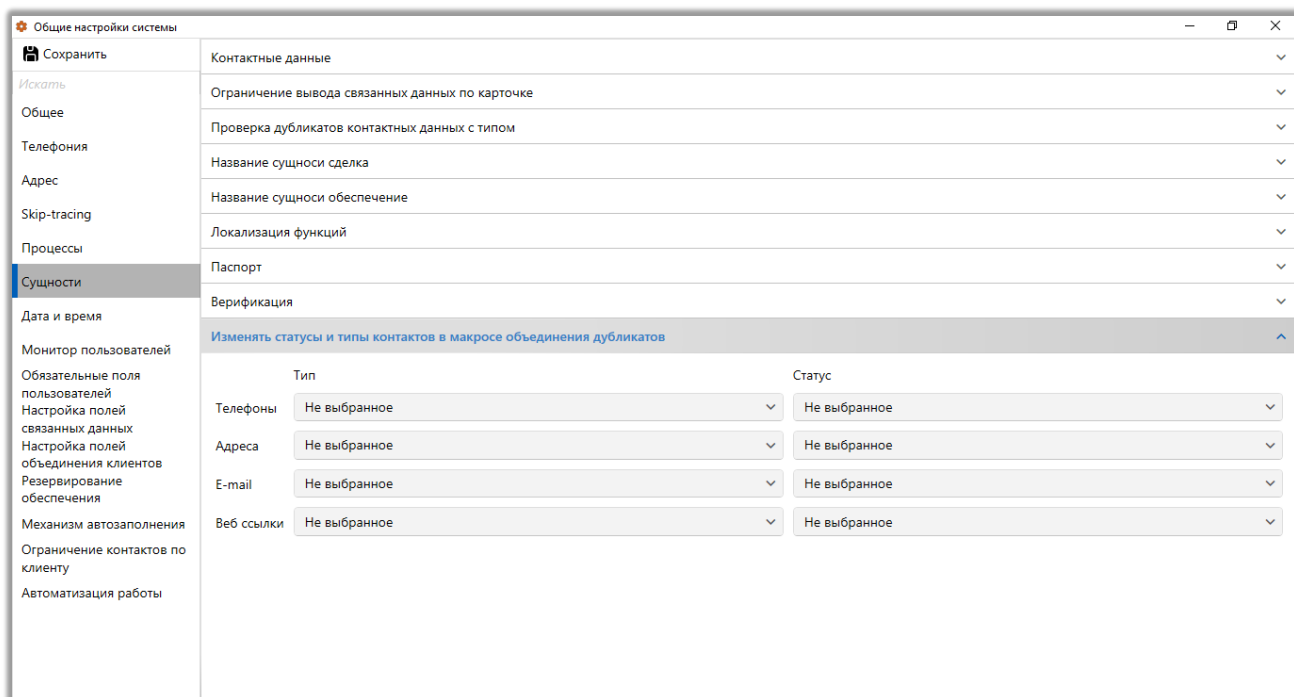 Общие настройки системы
Сохранить
Искать
Общее
Телефония
Адрес
Skip-tracing
Процессы
Сущности
Дата и время
Монитор пользователей
Обязательные поля
пользователей
Настройка полей
связанных данных
Настройка полей
объединения клиентов
Резервирование
обеспечения
Механизм автозаполнения
Ограничение контактов по
клиенту
Автоматизация работы
Контактные данные
Ограничение вывода связанных данных по карточке
Проверка дубликатов контактных данных с типом
Название сущноси сделка
Название сущноси обеспечение
Локализация функций
Паспорт
Верификация
Изменять статусы и типы контактов в макросе объединения дубликатов
Тип Статус
Телефоны Не выбранное Не выбранное
Адреса Не выбранное Не выбранное
E-mail Не выбранное Не выбранное
Веб ссылки Не выбранное Не выбранное